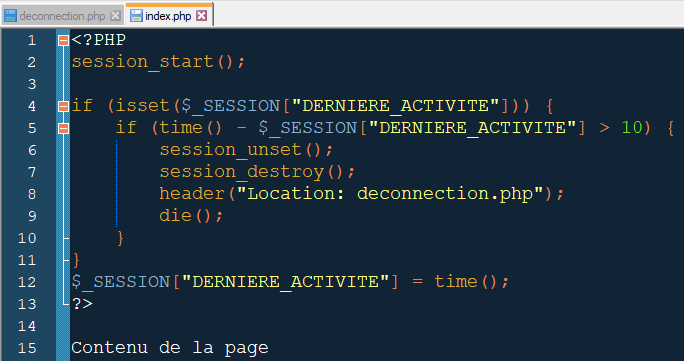 deconnection.php index.php
1 <?PHP
2 session_start();
3
4 if (isset($_SESSION["DERNIERE_ACTIVITE"])) {
5     if (time() - $_SESSION["DERNIERE_ACTIVITE"] > 10) {
6         session_unset();
7         session_destroy();
8         header("Location: deconnection.php");
9         die();
10     }
11 }
12 $_SESSION["DERNIERE_ACTIVITE"] = time();
13 ?>
14
15 Contenu de la page